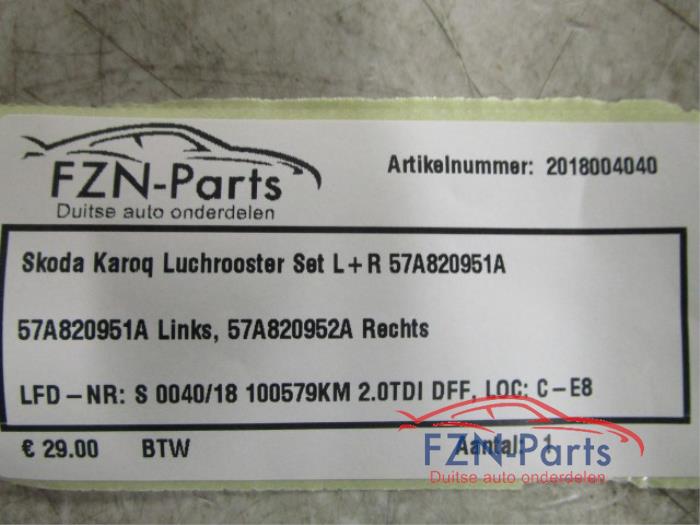 FZN-Parts
Duitse auto onderdelen
Artikelnummer: 2018004040
Skoda Karoq Luchrooster Set L+R 57A820951A
57A820951A Links, 57A820952A Rechts
LFD-NR: S 0040/18 100579KM 2.0TDI DFF, LOC: C-E8
€ 29.00 BTW Aantal: 1
FZN-Parts
Duitse auto onderdelen